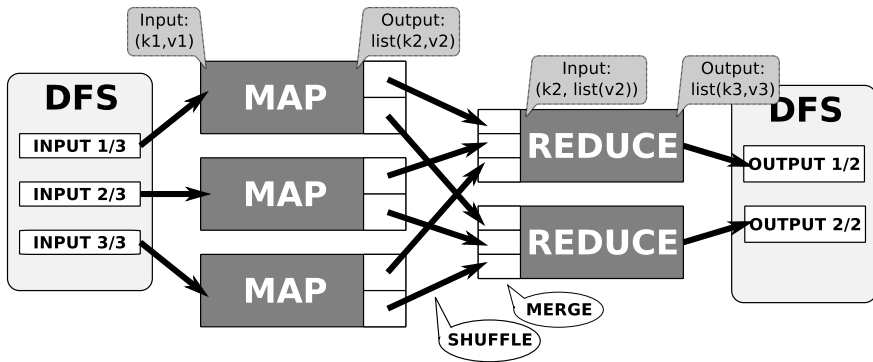 Input:
(k1,v1)
Output:
list(k2,v2)
DFS
INPUT 1/3
INPUT 2/3
INPUT 3/3
MAP
MAP
MAP
Input:
(k2, list(v2))
Output:
list(k3,v3)
REDUCE
REDUCE
DFS
OUTPUT 1/2
OUTPUT 2/2
MERGE
SHUFFLE